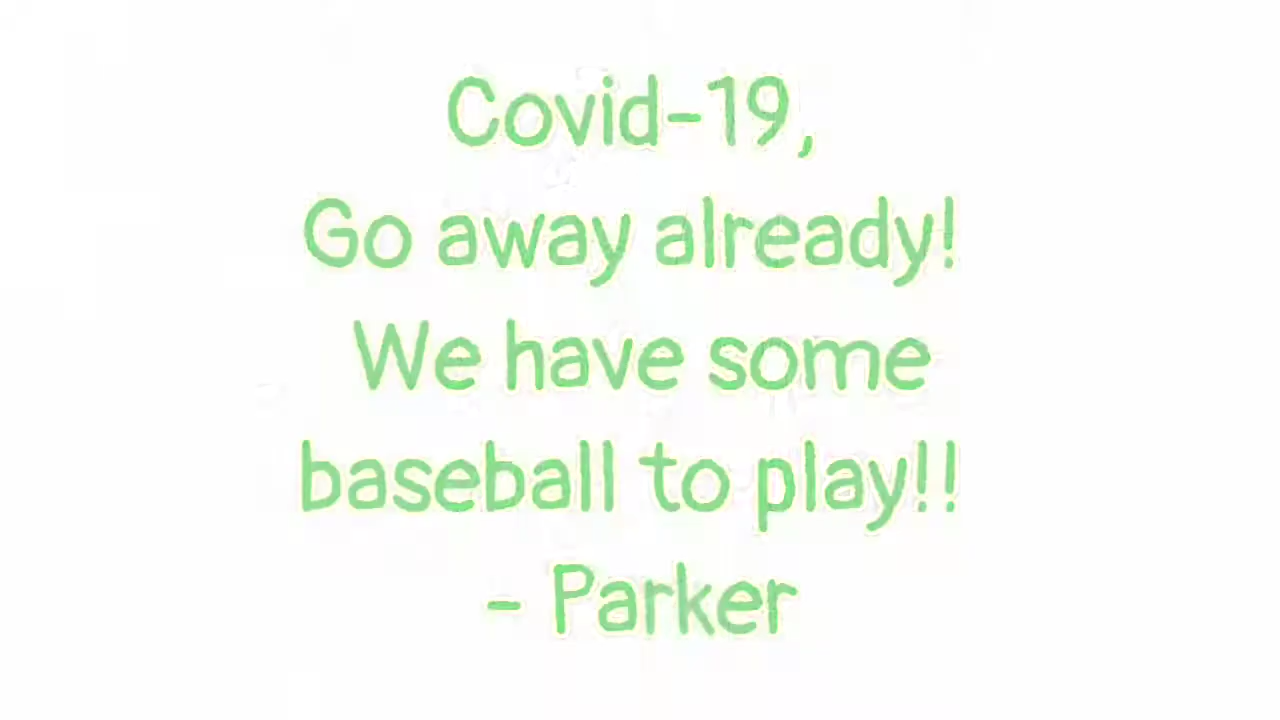 Covid-19,
Go away already!
We have some
baseball to play!!
- Parker